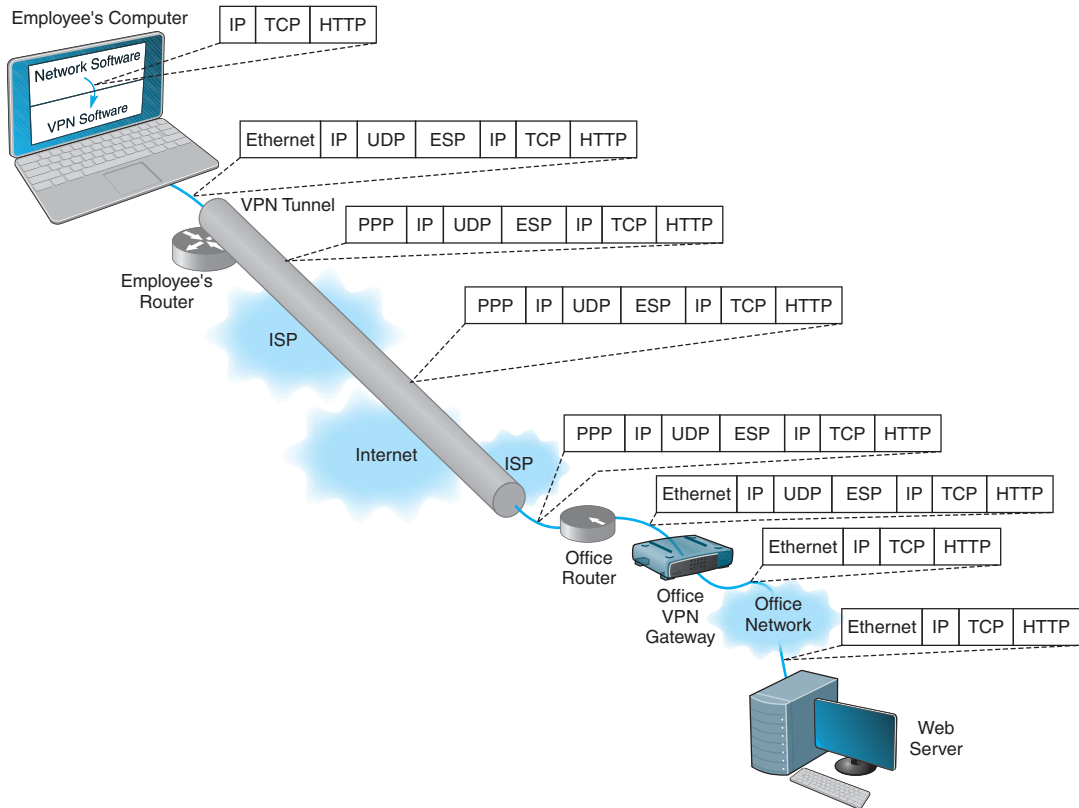 Employee's Computer
IP TCP HTTP
Network Software
VPN Software
Ethernet IP UDP ESP IP TCP HTTP
VPN Tunnel
PPP IP UDP ESP IP TCP HTTP
Employee's
Router
PPP IP UDP ESP IP TCP HTTP
ISP
PPP IP UDP ESP IP TCP HTTP
Internet
ISP
Ethernet IP UDP ESP IP TCP HTTP
Office
Router
Ethernet IP TCP HTTP
Office
VPN
Gateway
Office
Network
Ethernet IP TCP HTTP
Web
Server